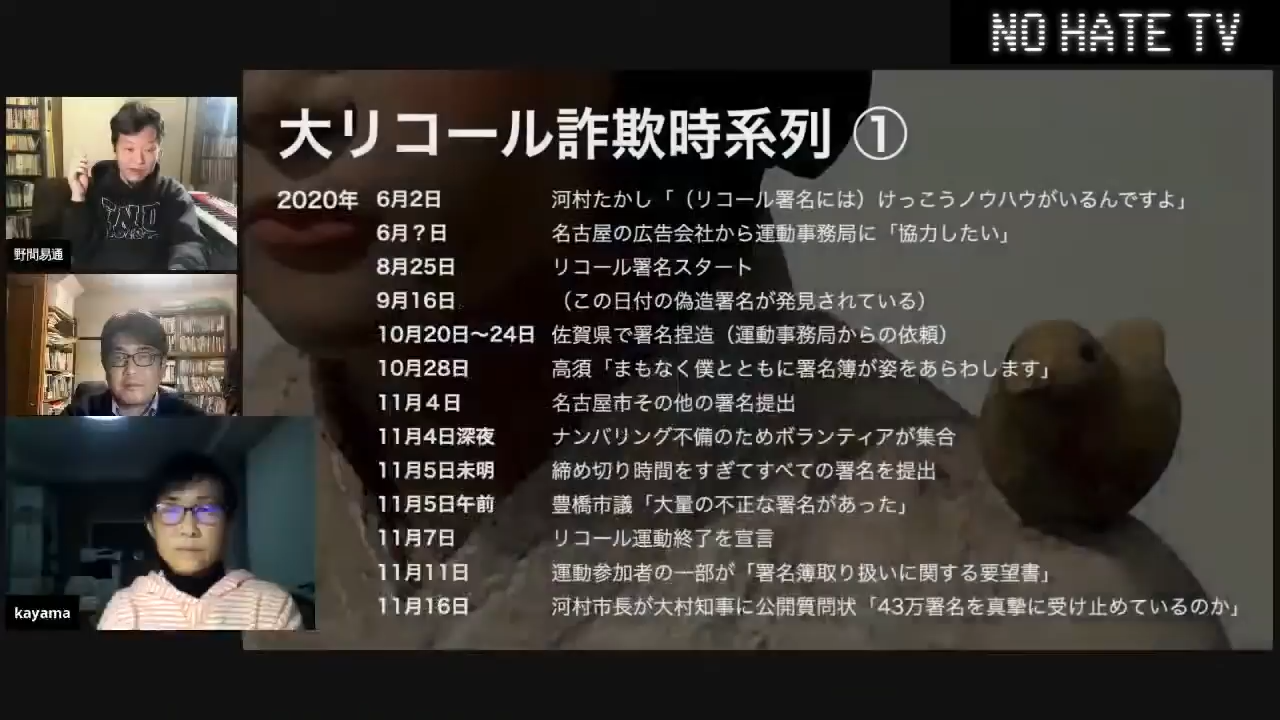 NO HATE TV
大リコール詐欺時系列 ①
2020年 6月2日 河村たかし「（リコール署名には）けっこうノウハウがいるんですよ」
6月？日 名古屋の広告会社から運動事務局に「協力したい」
8月25日 リコール署名スタート
9月16日 （この日付の偽造署名が発見されている）
10月20日〜24日 佐賀県で署名捏造（運動事務局からの依頼）
10月28日 高須「まもなく僕とともに署名簿が姿をあらわします」
11月４日 名古屋市その他の署名提出
11月4日深夜 ナンバリング不備のためボランティアが集合
11月5日未明 締め切り時間をすぎてすべての署名を提出
11月5日午前 豊橋市議「大量の不正な署名があった」
11月7日 リコール運動終了を宣言
11月11日 運動参加者の一部が「署名簿取り扱いに関する要望書」
11月16日 河村市長が大村知事に公開質問状「43万署名を真摯に受け止めているのか」
野間易通
kayama